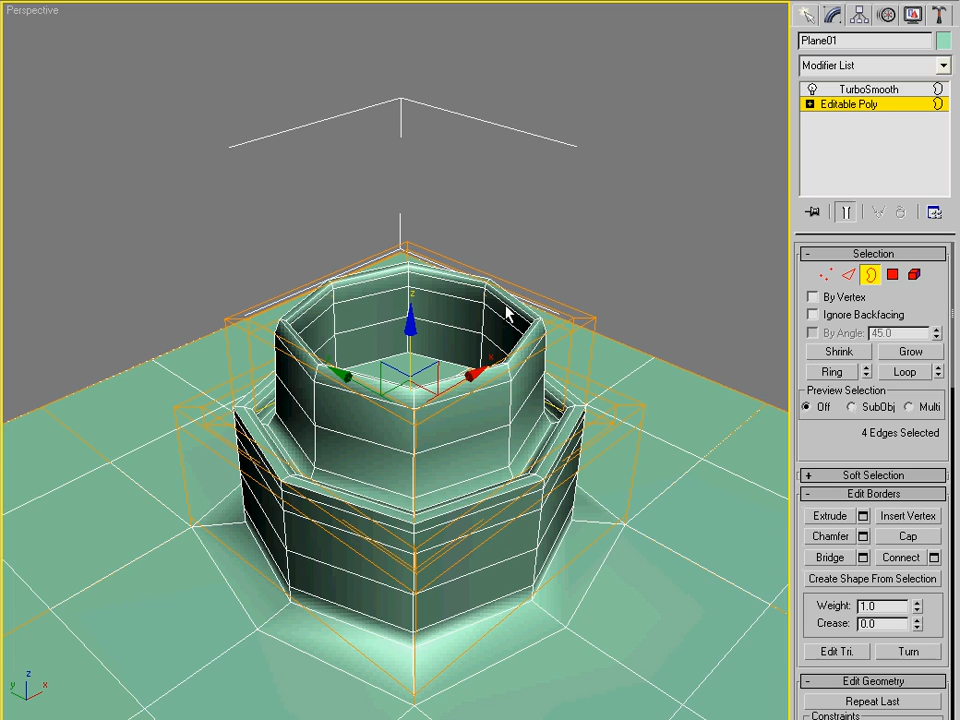 Perspective
Plane01
Modifier List
TurboSmooth
Editable Poly
Selection
By Vertex
Ignore Backfacing
By Angle: 45.0
Shrink Grow
Ring Loop
Preview Selection
Off SubObj Multi
4 Edges Selected
+ Soft Selection
- Edit Borders
Extrude Insert Vertex
Chamfer Cap
Bridge Connect
Create Shape From Selection
Weight: 1.0
Crease: 0.0
Edit Tri. Turn
- Edit Geometry
Repeat Last
Constraints
z
x
z
y x